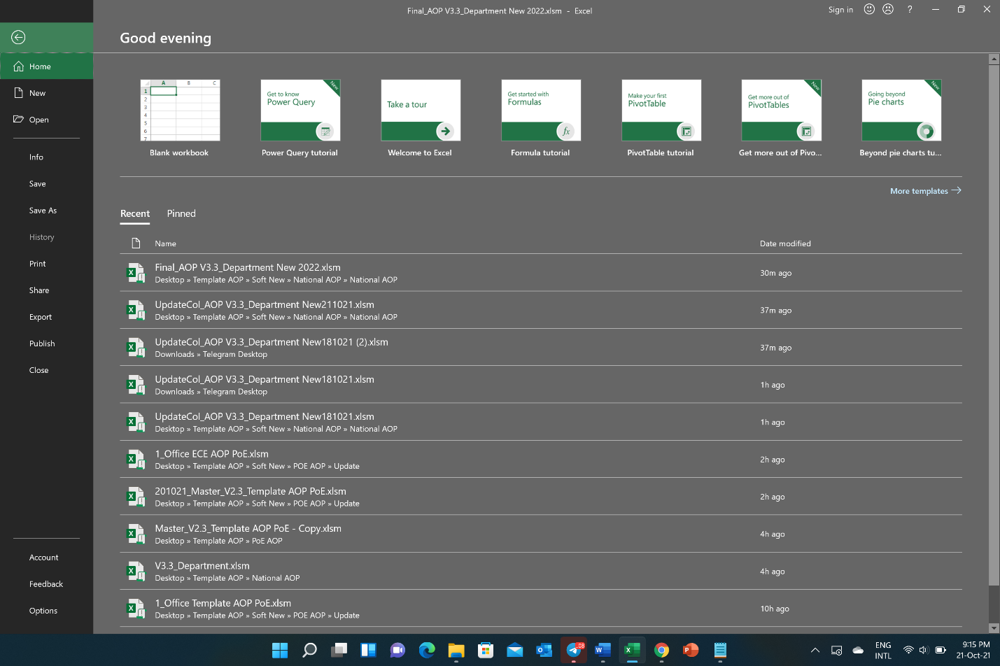 Final_AOP V3.3_Department New 2022.xlsm - Excel
Sign in
?
Good evening
Home
New
Open
Info
Save
Save As
History
Print
Share
Export
Publish
Close
Account
Feedback
Options
A B C
1
2
3
4
5
6
7
Blank workbook
Get to know
Power Query
New
Power Query tutorial
Take a tour
Welcome to Excel
Get started with
Formulas
fx
Formula tutorial
Make your first
PivotTable
PivotTable tutorial
Get more out of
PivotTables
New
Get more out of Pivo...
Going beyond
Pie charts
New
Beyond pie charts tu...
More templates
Recent Pinned
Name Date modified
Final_AOP V3.3_Department New 2022.xlsm
Desktop » Template AOP » Soft New » National AOP » National AOP
30m ago
UpdateCol_AOP V3.3_Department New211021.xlsm
Desktop » Template AOP » Soft New » National AOP » National AOP
37m ago
UpdateCol_AOP V3.3_Department New181021 (2).xlsm
Downloads » Telegram Desktop
37m ago
UpdateCol_AOP V3.3_Department New181021.xlsm
Downloads » Telegram Desktop
1h ago
UpdateCol_AOP V3.3_Department New181021.xlsm
Desktop » Template AOP » Soft New » National AOP » National AOP
1h ago
1_Office ECE AOP PoE.xlsm
Desktop » Template AOP » Soft New » POE AOP » Update
2h ago
201021_Master_V2.3_Template AOP PoE.xlsm
Desktop » Template AOP » Soft New » POE AOP » Update
2h ago
Master_V2.3_Template AOP PoE - Copy.xlsm
Desktop » Template AOP » PoE AOP
4h ago
V3.3_Department.xlsm
Desktop » Template AOP » National AOP
4h ago
1_Office Template AOP PoE.xlsm
Desktop » Template AOP » Soft New » POE AOP » Update
10h ago
ENG
INTL
9:15 PM
21-Oct-21